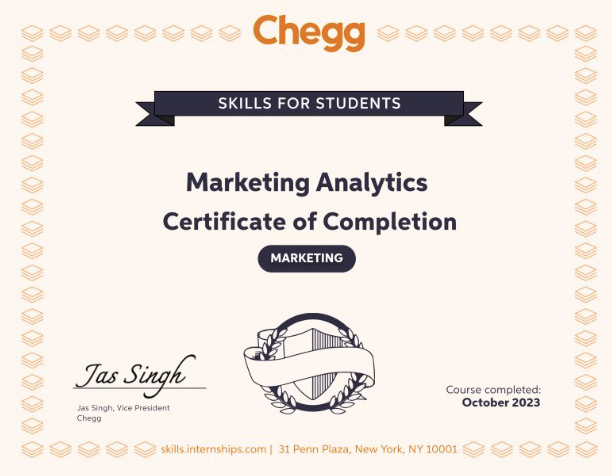 Chegg
SKILLS FOR STUDENTS
Marketing Analytics
Certificate of Completion
MARKETING
Jas Singh
Jas Singh, Vice President
Chegg
Course completed:
October 2023
skills.internships.com | 31 Penn Plaza, New York, NY 10001